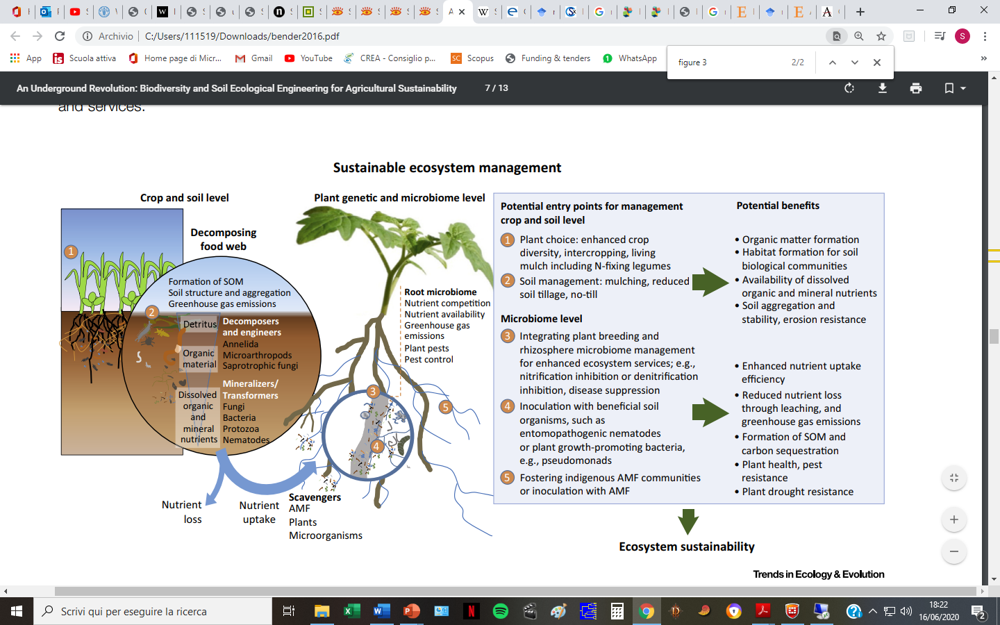 Archivio
C:/Users/111519/Downloads/bender2016.pdf
App
Scuola attiva
Home page di Micr...
Gmail
YouTube
CREA - Consiglio p...
Scopus
Funding & tenders
WhatsApp
figure 3
2/2
An Underground Revolution: Biodiversity and Soil Ecological Engineering for Agricultural Sustainability
7 / 13
and services.
Sustainable ecosystem management
Crop and soil level
Decomposing
food web
1
Formation of SOM
Soil structure and aggregation
Greenhouse gas emissions
2
Detritus
Organic
material
Dissolved
organic
and
mineral
nutrients
Decomposers
and engineers
Annelida
Microarthropods
Saprotrophic fungi
Mineralizers/
Transformers
Fungi
Bacteria
Protozoa
Nematodes
Nutrient
loss
Nutrient
uptake
Plant genetic and microbiome level
Root microbiome
Nutrient competition
Nutrient availability
Greenhouse gas
emissions
Plant pests
Pest control
3
4
5
Scavengers
AMF
Plants
Microorganisms
Potential entry points for management
crop and soil level
1 Plant choice: enhanced crop
diversity, intercropping, living
mulch including N-fixing legumes
2 Soil management: mulching, reduced
soil tillage, no-till
Microbiome level
3 Integrating plant breeding and
rhizosphere microbiome management
for enhanced ecosystem services; e.g.,
nitrification inhibition or denitrification
inhibition, disease suppression
4 Inoculation with beneficial soil
organisms, such as
entomopathogenic nematodes
or plant growth-promoting bacteria,
e.g., pseudomonads
5 Fostering indigenous AMF communities
or inoculation with AMF
Potential benefits
• Organic matter formation
• Habitat formation for soil
biological communities
• Availability of dissolved
organic and mineral nutrients
• Soil aggregation and
stability, erosion resistance
• Enhanced nutrient uptake
efficiency
• Reduced nutrient loss
through leaching, and
greenhouse gas emissions
• Formation of SOM and
carbon sequestration
• Plant health, pest
resistance
• Plant drought resistance
Ecosystem sustainability
Trends in Ecology & Evolution
Scrivi qui per eseguire la ricerca
18:22
16/06/2020
2